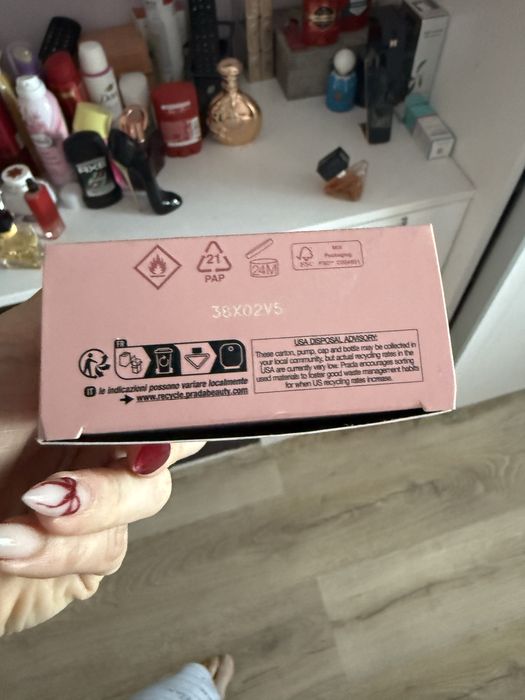 21
PAP
24M
FSC
MIX
Packaging
38X02V5
FR
IT le indicazioni possono variare localmente
www.recycle.pradabeauty.com
USA DISPOSAL ADVISORY:
These carton, pump, cap and bottle may be collected in
your local community, but actual recycling rates in the
USA are currently very low. Prada encourages sorting
used materials to foster good waste management habits
for when US recycling rates increase.
AXE